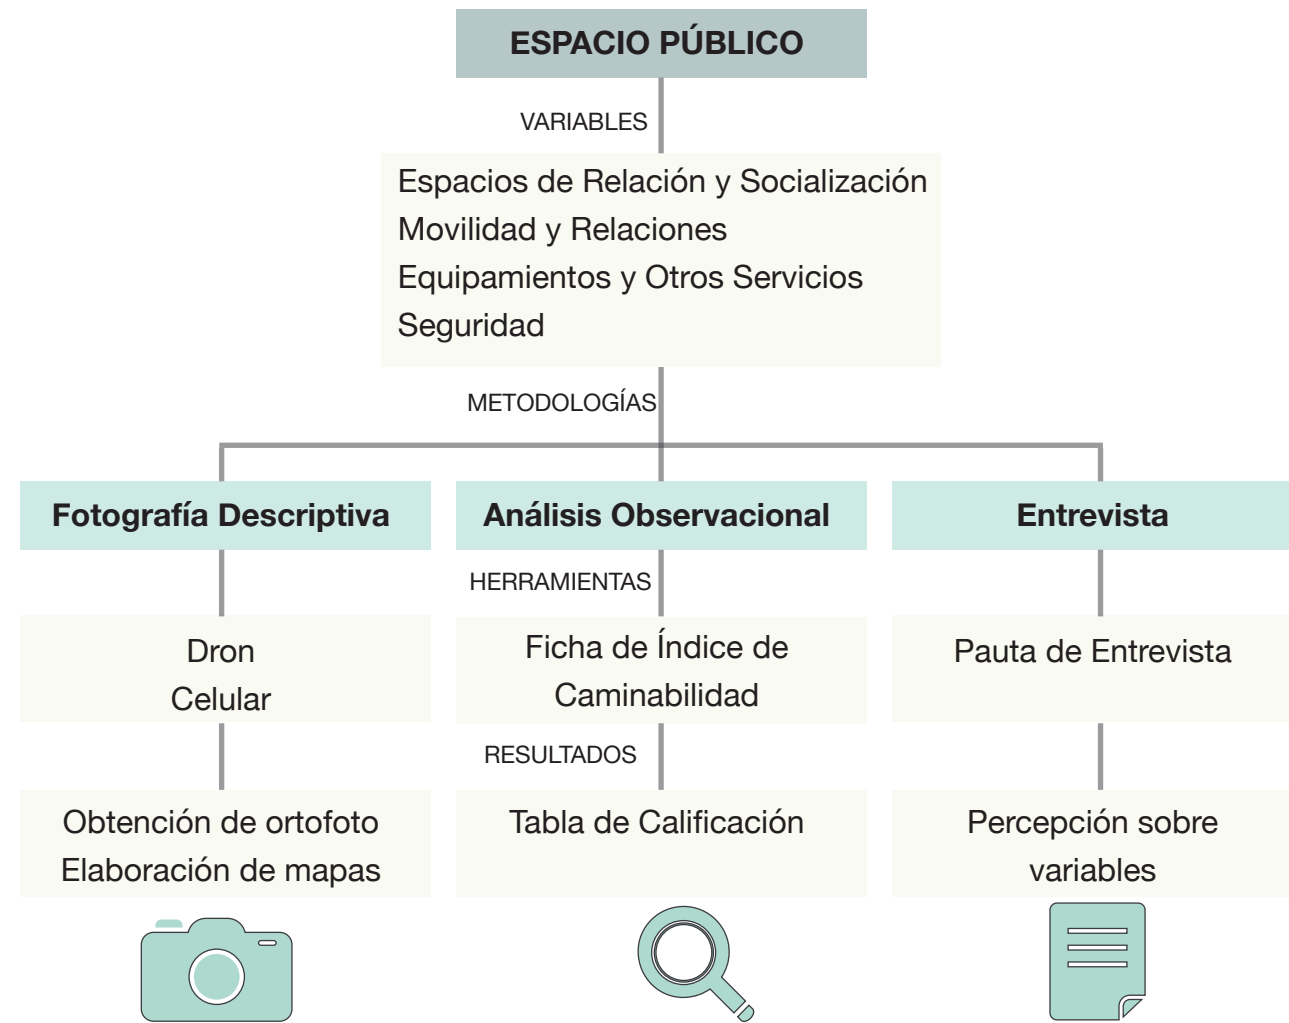 ESPACIO PÚBLICO
VARIABLES
Espacios de Relación y Socialización
Movilidad y Relaciones
Equipamientos y Otros Servicios
Seguridad
METODOLOGÍAS
Fotografía Descriptiva
Análisis Observacional
Entrevista
HERRAMIENTAS
Dron
Celular
Ficha de Índice de
Caminabilidad
Pauta de Entrevista
RESULTADOS
Obtención de ortofoto
Elaboración de mapas
Tabla de Calificación
Percepción sobre
variables